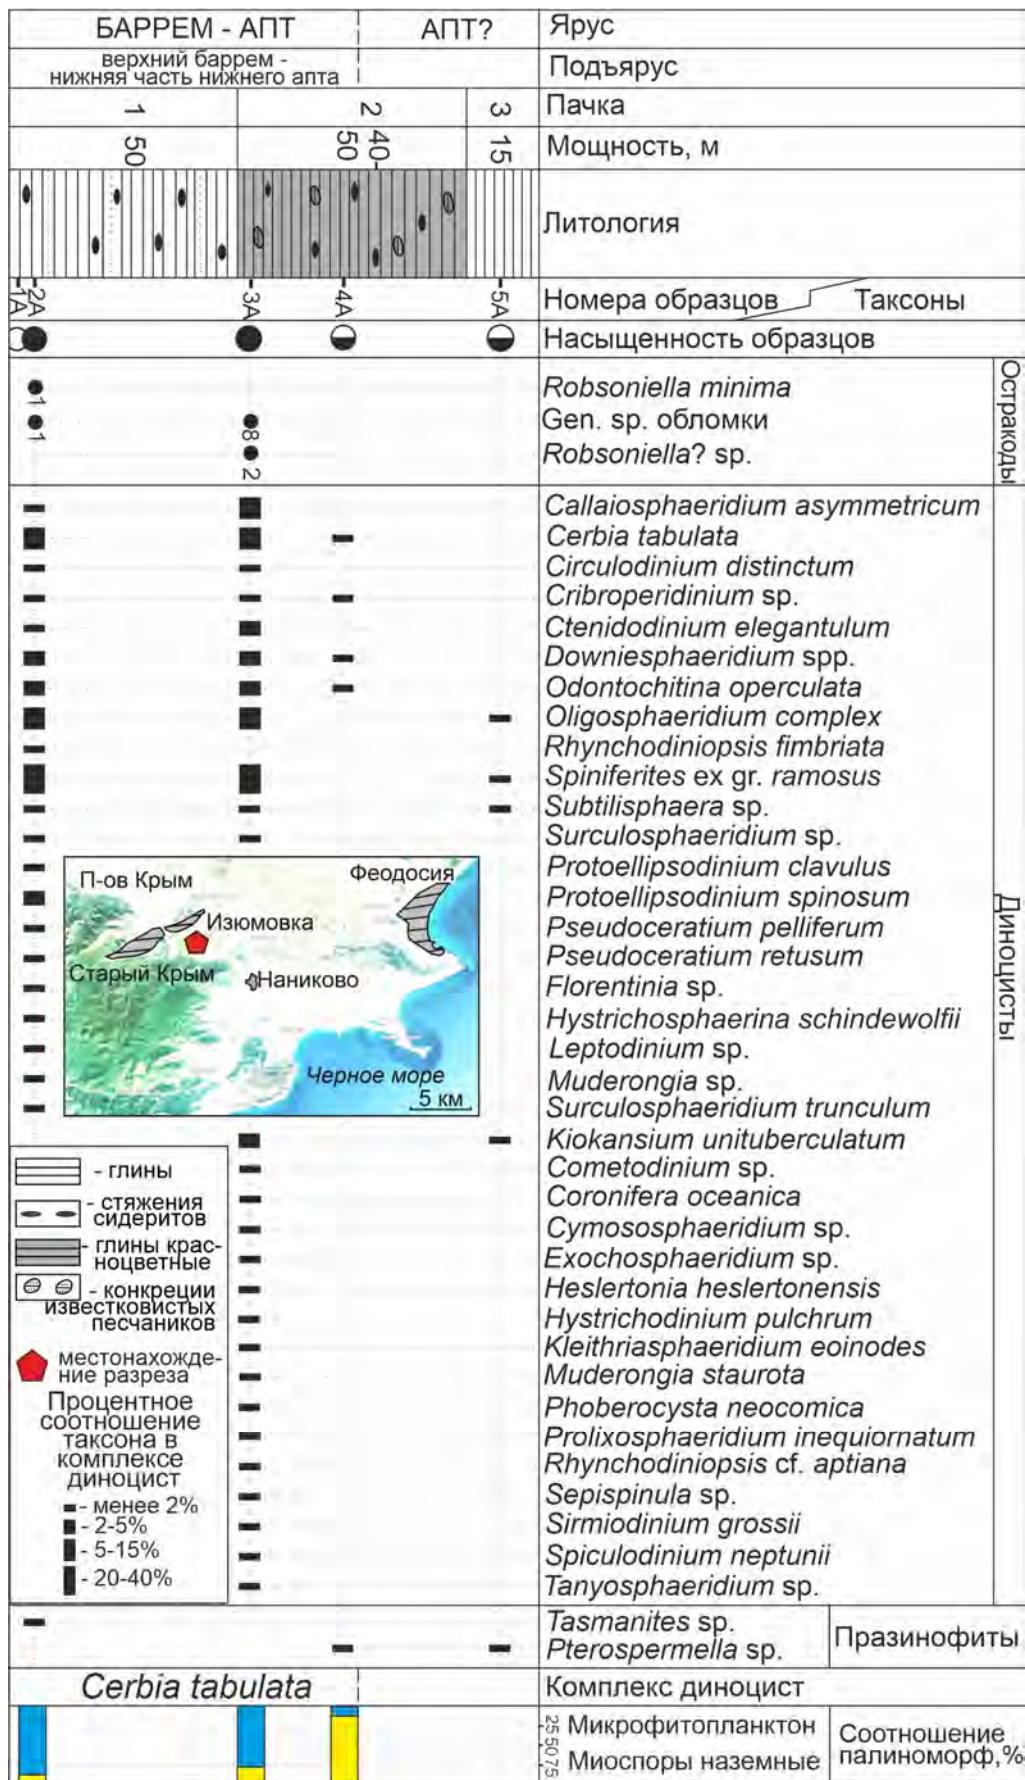 БАРРЕМ - АПТ АПТ? Ярус
верхний баррем -
нижняя часть нижнего апта
Подъярус
1 2 3 Пачка
50 50 40 15 Мощность, м
Литология
1А 2А 3А 4А 5А Номера образцов Таксоны
Насыщенность образцов
1 Robsoniella minima
1 8 Gen. sp. обломки
2 Robsoniella? sp.
Остракоды
Callaiosphaeridium asymmetricum
Cerbia tabulata
Circulodinium distinctum
Cribroperidinium sp.
Ctenidodinium elegantulum
Downiesphaeridium spp.
Odontochitina operculata
Oligosphaeridium complex
Rhynchodiniopsis fimbriata
Spiniferites ex gr. ramosus
Subtilisphaera sp.
Surculosphaeridium sp.
Protoellipsodinium clavulus
Protoellipsodinium spinosum
Pseudoceratium pelliferum
Pseudoceratium retusum
Florentinia sp.
Hystrichosphaerina schindewolfii
Leptodinium sp.
Muderongia sp.
Surculosphaeridium trunculum
Kiokansium unituberculatum
Cometodinium sp.
Coronifera oceanica
Cymososphaeridium sp.
Exochosphaeridium sp.
Heslertonia heslertonensis
Hystrichodinium pulchrum
Kleithriasphaeridium eoinodes
Muderongia staurota
Phoberocysta neocomica
Prolixosphaeridium inequiornatum
Rhynchodiniopsis cf. aptiana
Sepispinula sp.
Sirmiodinium grossii
Spiculodinium neptunii
Tanyosphaeridium sp.
Диноцисты
П-ов Крым
Феодосия
Изюмовка
Старый Крым
Наниково
Черное море
5 км
- глины
- стяжения
сидеритов
- глины крас-
ноцветные
- конкреции
известковистых
песчаников
местонахожде-
ние разреза
Процентное
соотношение
таксона в
комплексе
диноцист
- менее 2%
- 2-5%
- 5-15%
- 20-40%
Tasmanites sp.
Pterospermella sp.
Празинофиты
Cerbia tabulata Комплекс диноцист
25 50 75
Микрофитопланктон
Миоспоры наземные
Соотношение
палиноморф,%